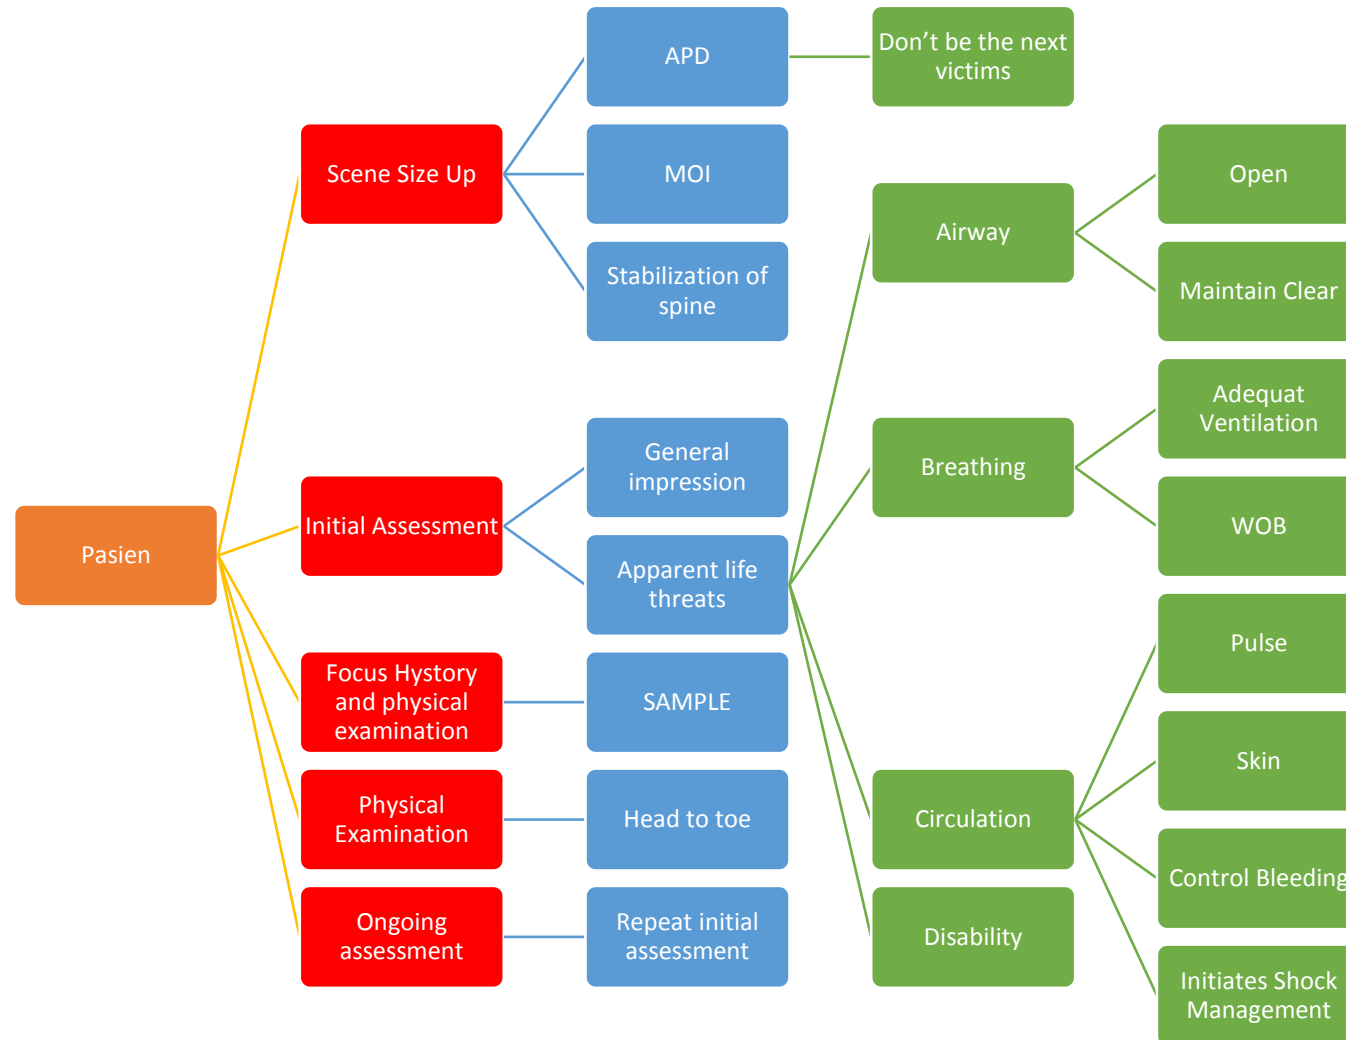 Pasien
Scene Size Up
APD
Don’t be the next
victims
MOI
Stabilization of
spine
Initial Assessment
General
impression
Apparent life
threats
Airway
Open
Maintain Clear
Breathing
Adequat
Ventilation
WOB
Circulation
Pulse
Skin
Control Bleeding
Initiates Shock
Management
Disability
Focus Hystory
and physical
examination
SAMPLE
Physical
Examination
Head to toe
Ongoing
assessment
Repeat initial
assessment